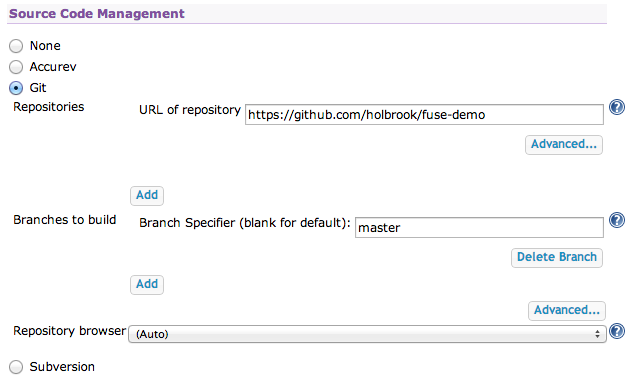 Source Code Management
None
Accurev
Git
Repositories URL of repository https://github.com/holbrook/fuse-demo ?
Advanced...
Add
Branches to build Branch Specifier (blank for default): master ?
Delete Branch
Add
Advanced...
Repository browser (Auto) ?
Subversion